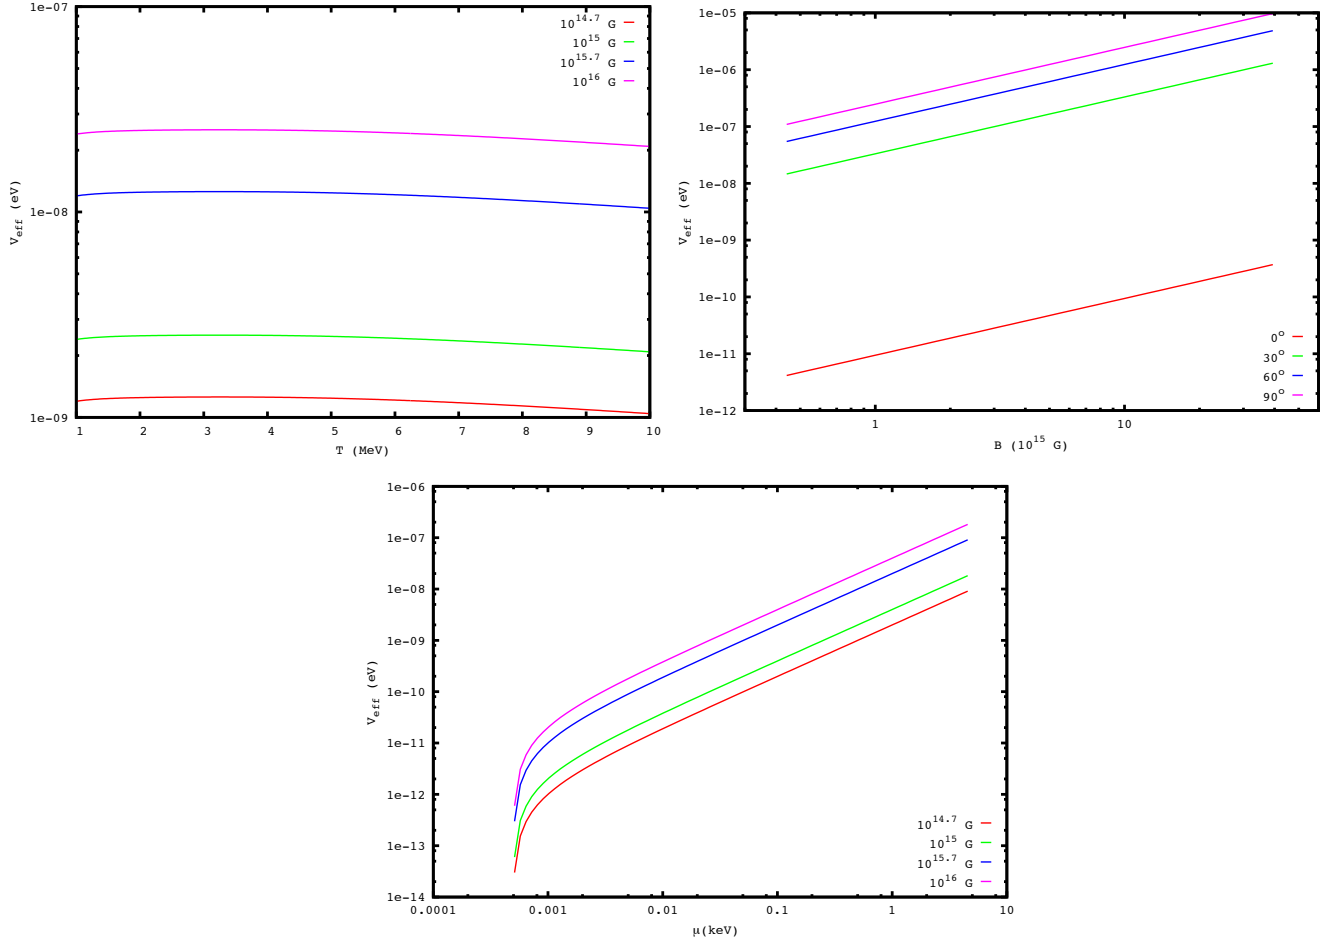 1e-07
1e-08
1e-09
V_eff (eV)
1 2 3 4 5 6 7 8 9 10
T (MeV)
10^14.7 G
10^15 G
10^15.7 G
10^16 G
1e-05
1e-06
1e-07
1e-08
1e-09
1e-10
1e-11
1e-12
V_eff (eV)
1 10
B (10^15 G)
0°
30°
60°
90°
1e-06
1e-07
1e-08
1e-09
1e-10
1e-11
1e-12
1e-13
1e-14
V_eff (eV)
0.0001 0.001 0.01 0.1 1 10
μ(keV)
10^14.7 G
10^15 G
10^15.7 G
10^16 G